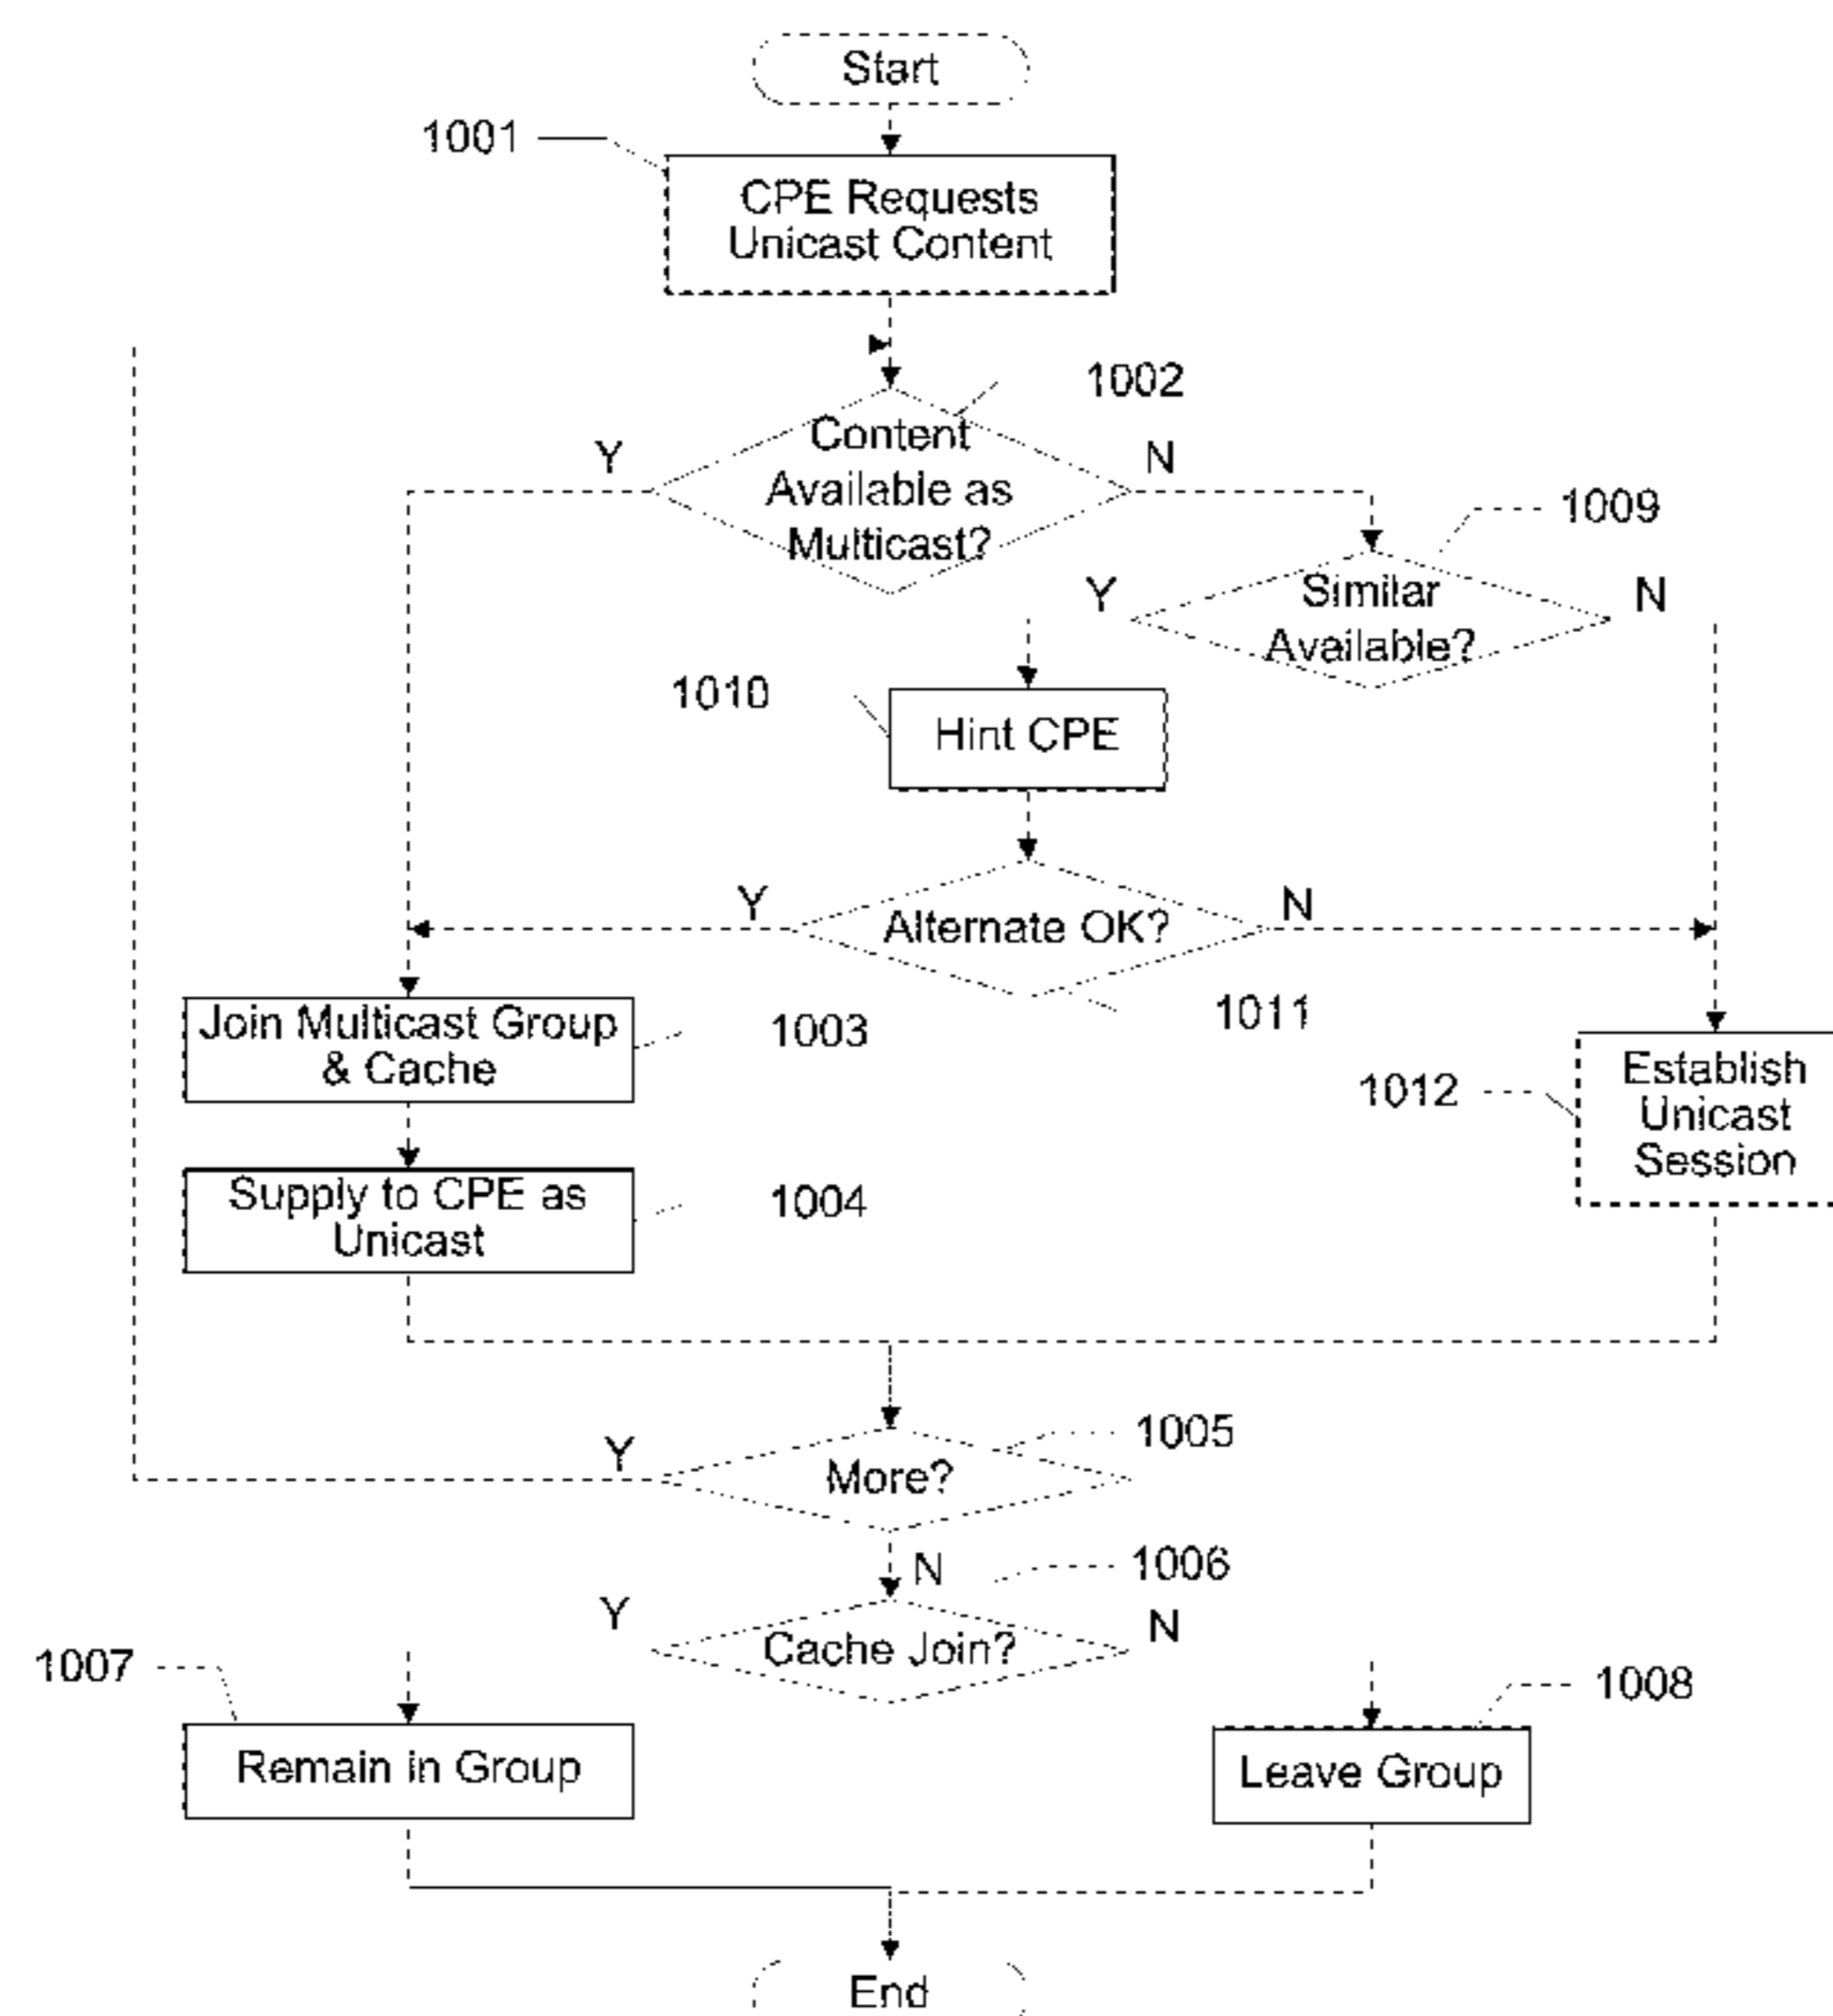 Start
1001
CPE Requests
Unicast Content
1002
Content
Available as
Multicast?
Y
N
1009
Similar
Available?
Y
N
1010
Hint CPE
Alternate OK?
Y
N
1011
Join Multicast Group
& Cache
1003
1012
Establish
Unicast
Session
Supply to CPE as
Unicast
1004
1005
Y
More?
N
1006
Y
Cache Join?
N
1007
Remain in Group
1008
Leave Group
End